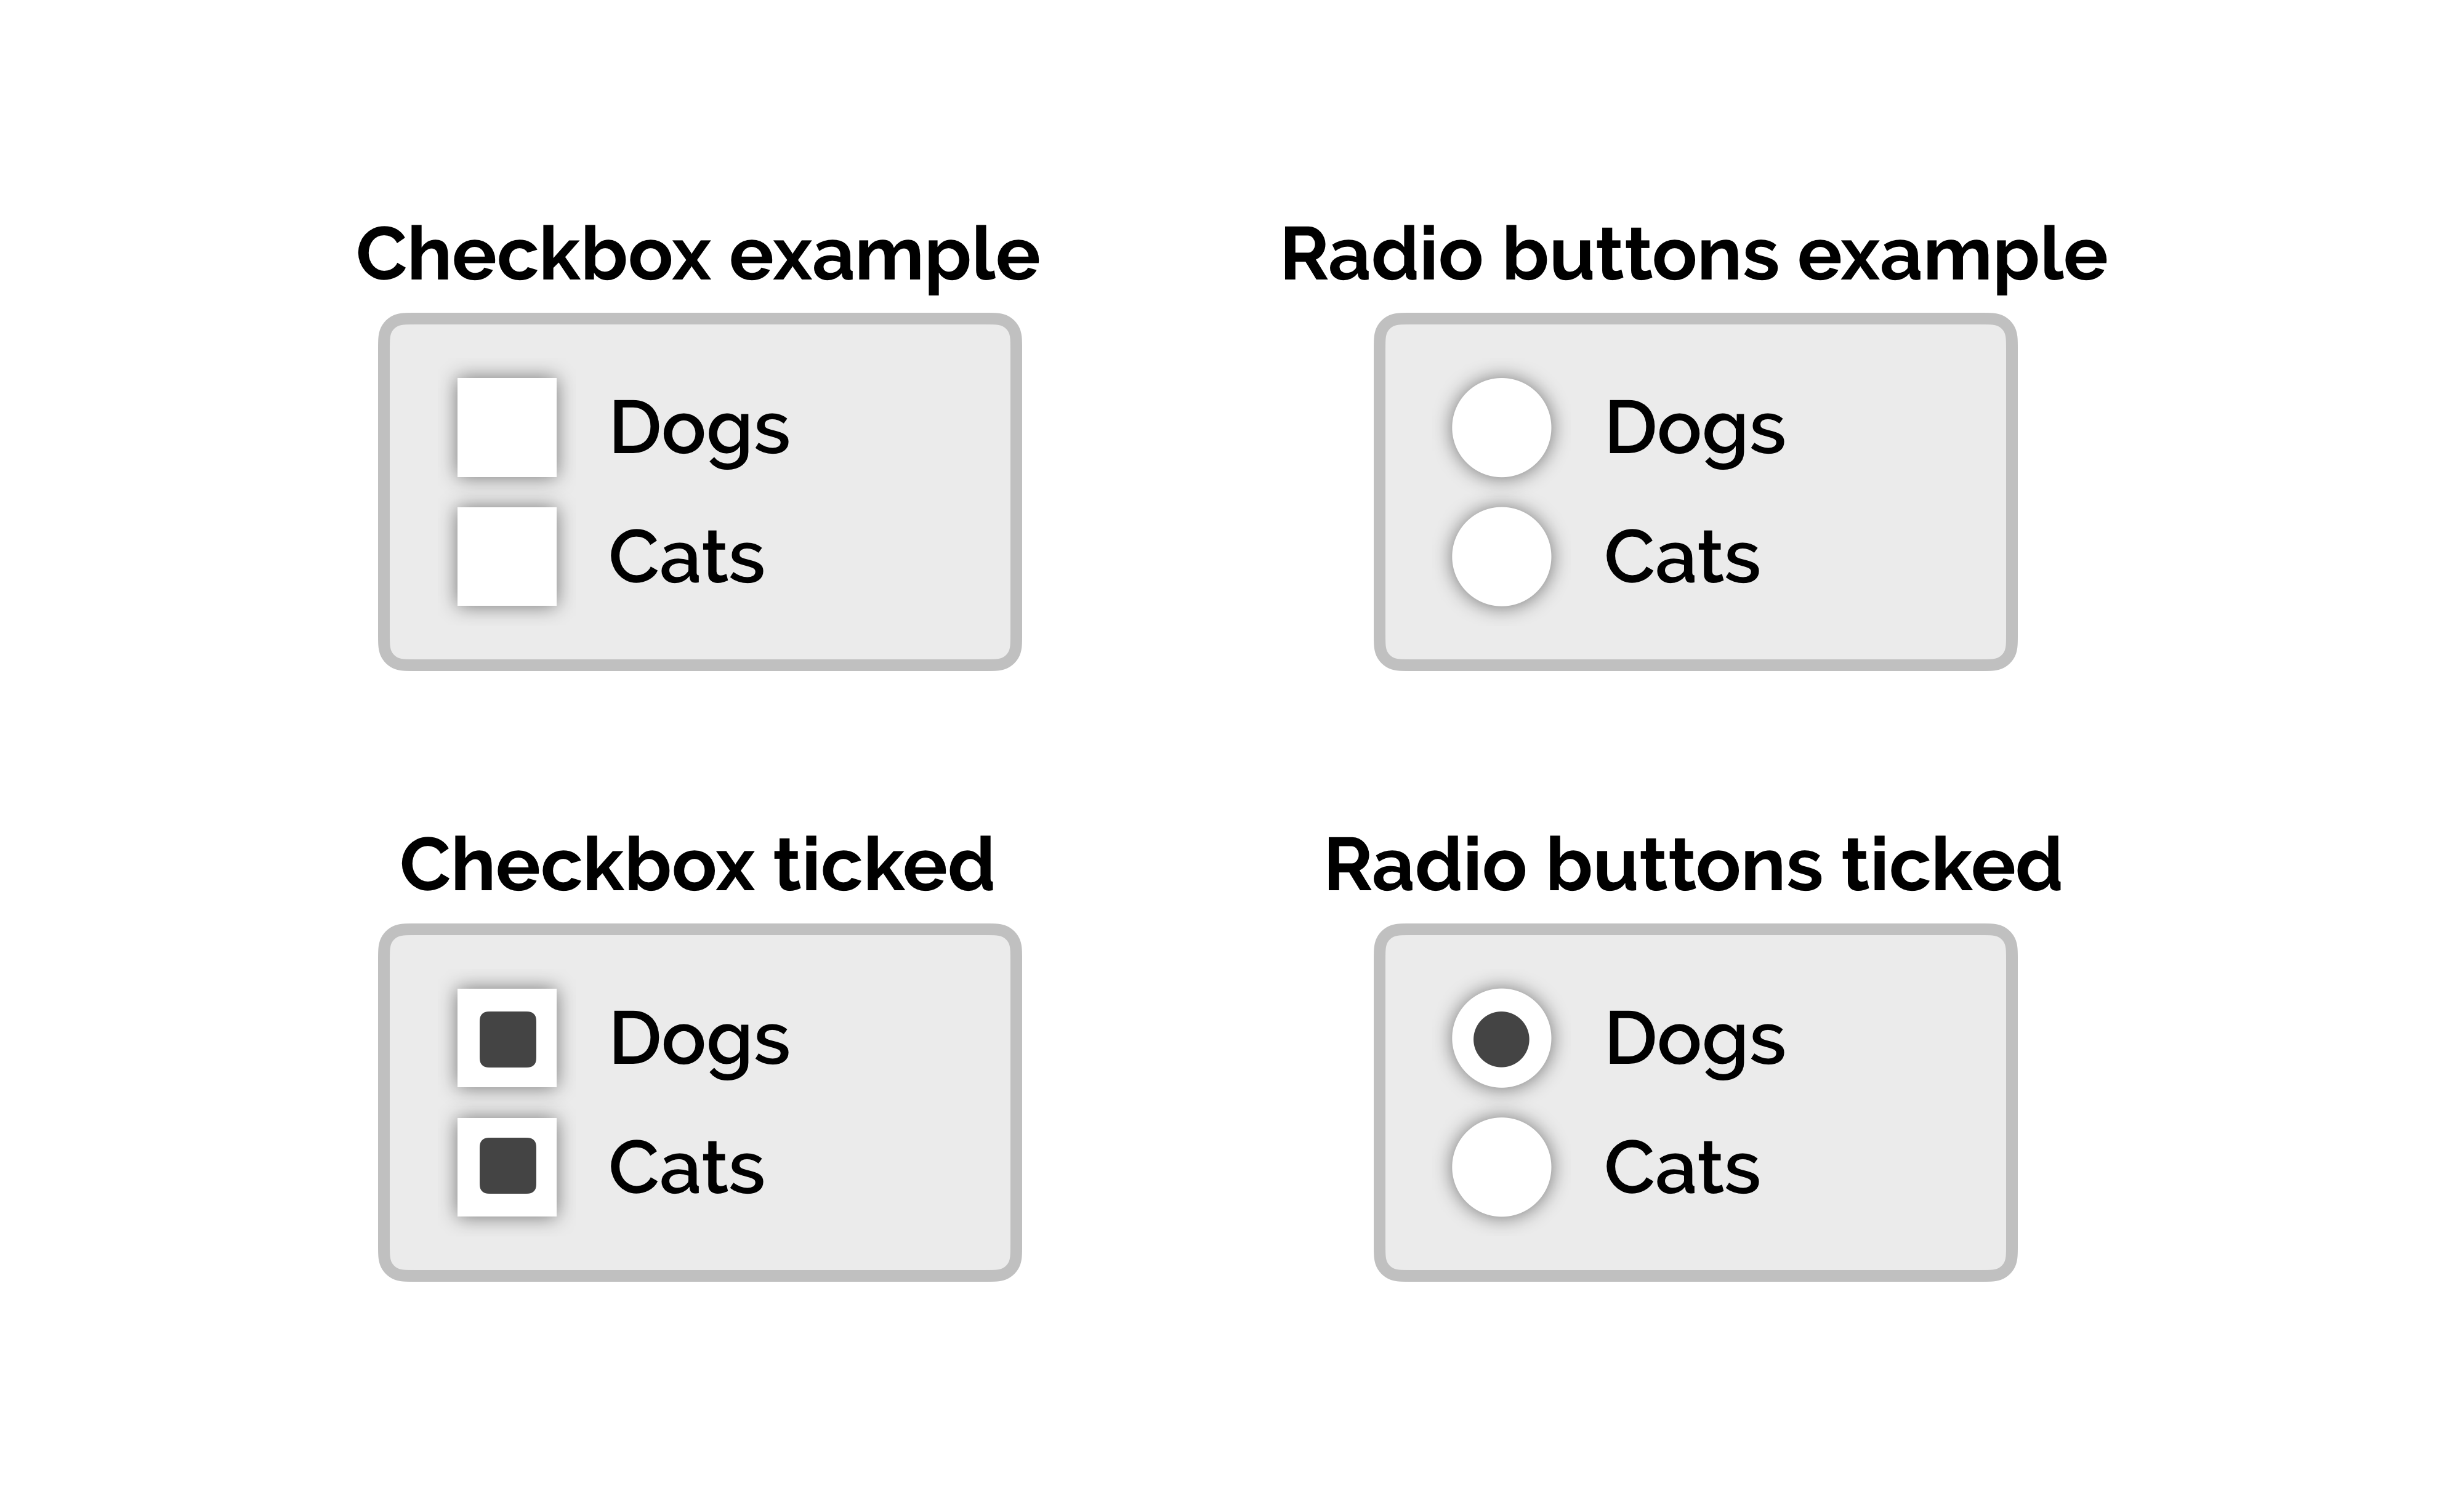 Checkbox example
Dogs
Cats
Radio buttons example
Dogs
Cats
Checkbox ticked
Dogs
Cats
Radio buttons ticked
Dogs
Cats